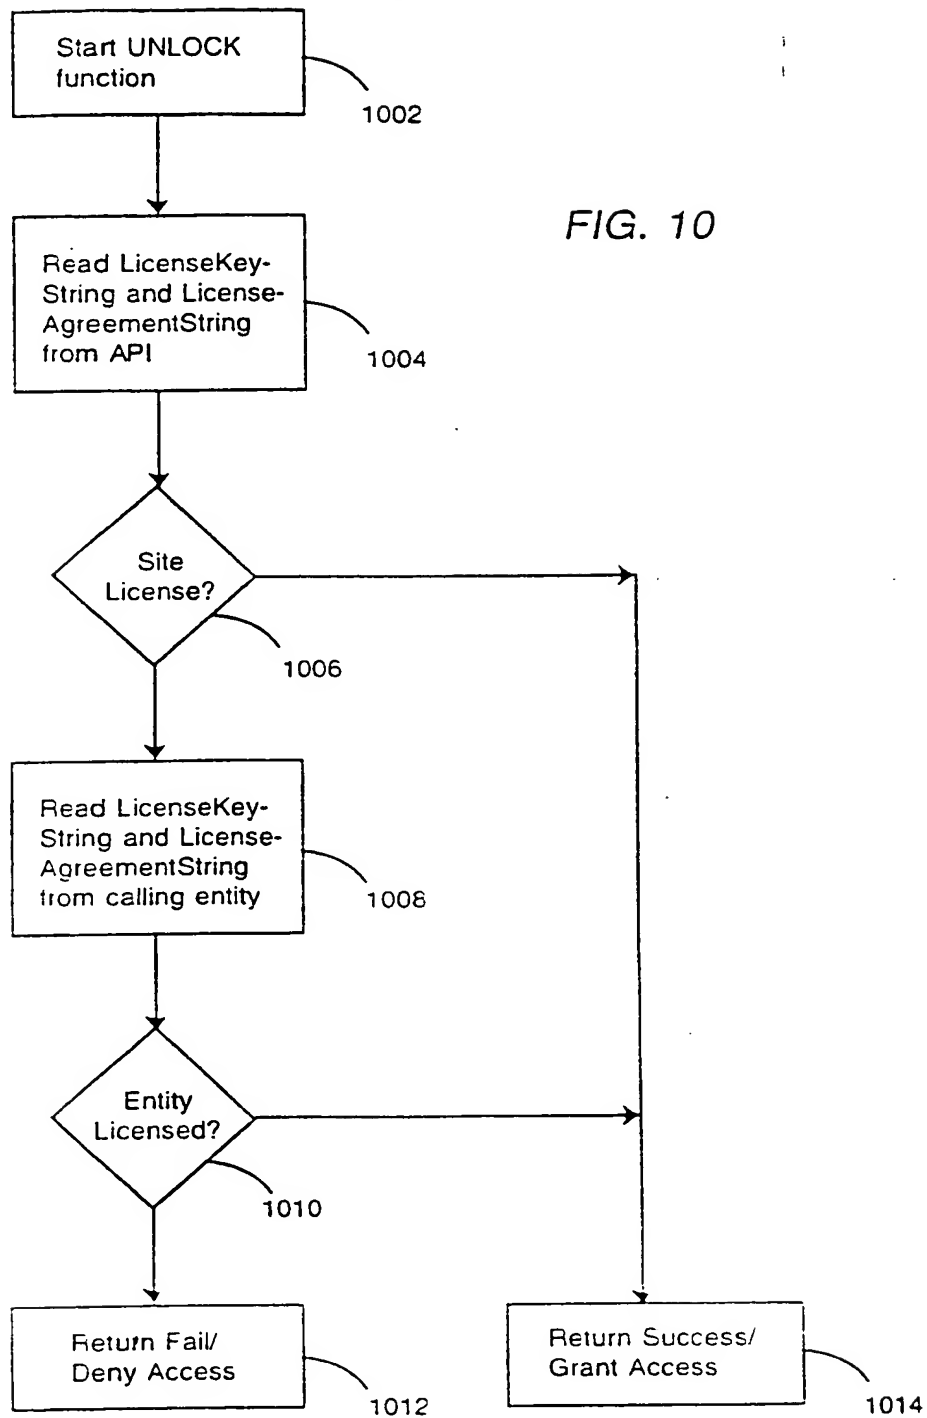 Start UNLOCK
function
1002
FIG. 10
Read LicenseKey-
String and License-
AgreementString
from API
1004
Site
License?
1006
Read LicenseKey-
String and License-
AgreementString
from calling entity
1008
Entity
Licensed?
1010
Return Fail/
Deny Access
1012
Return Success/
Grant Access
1014